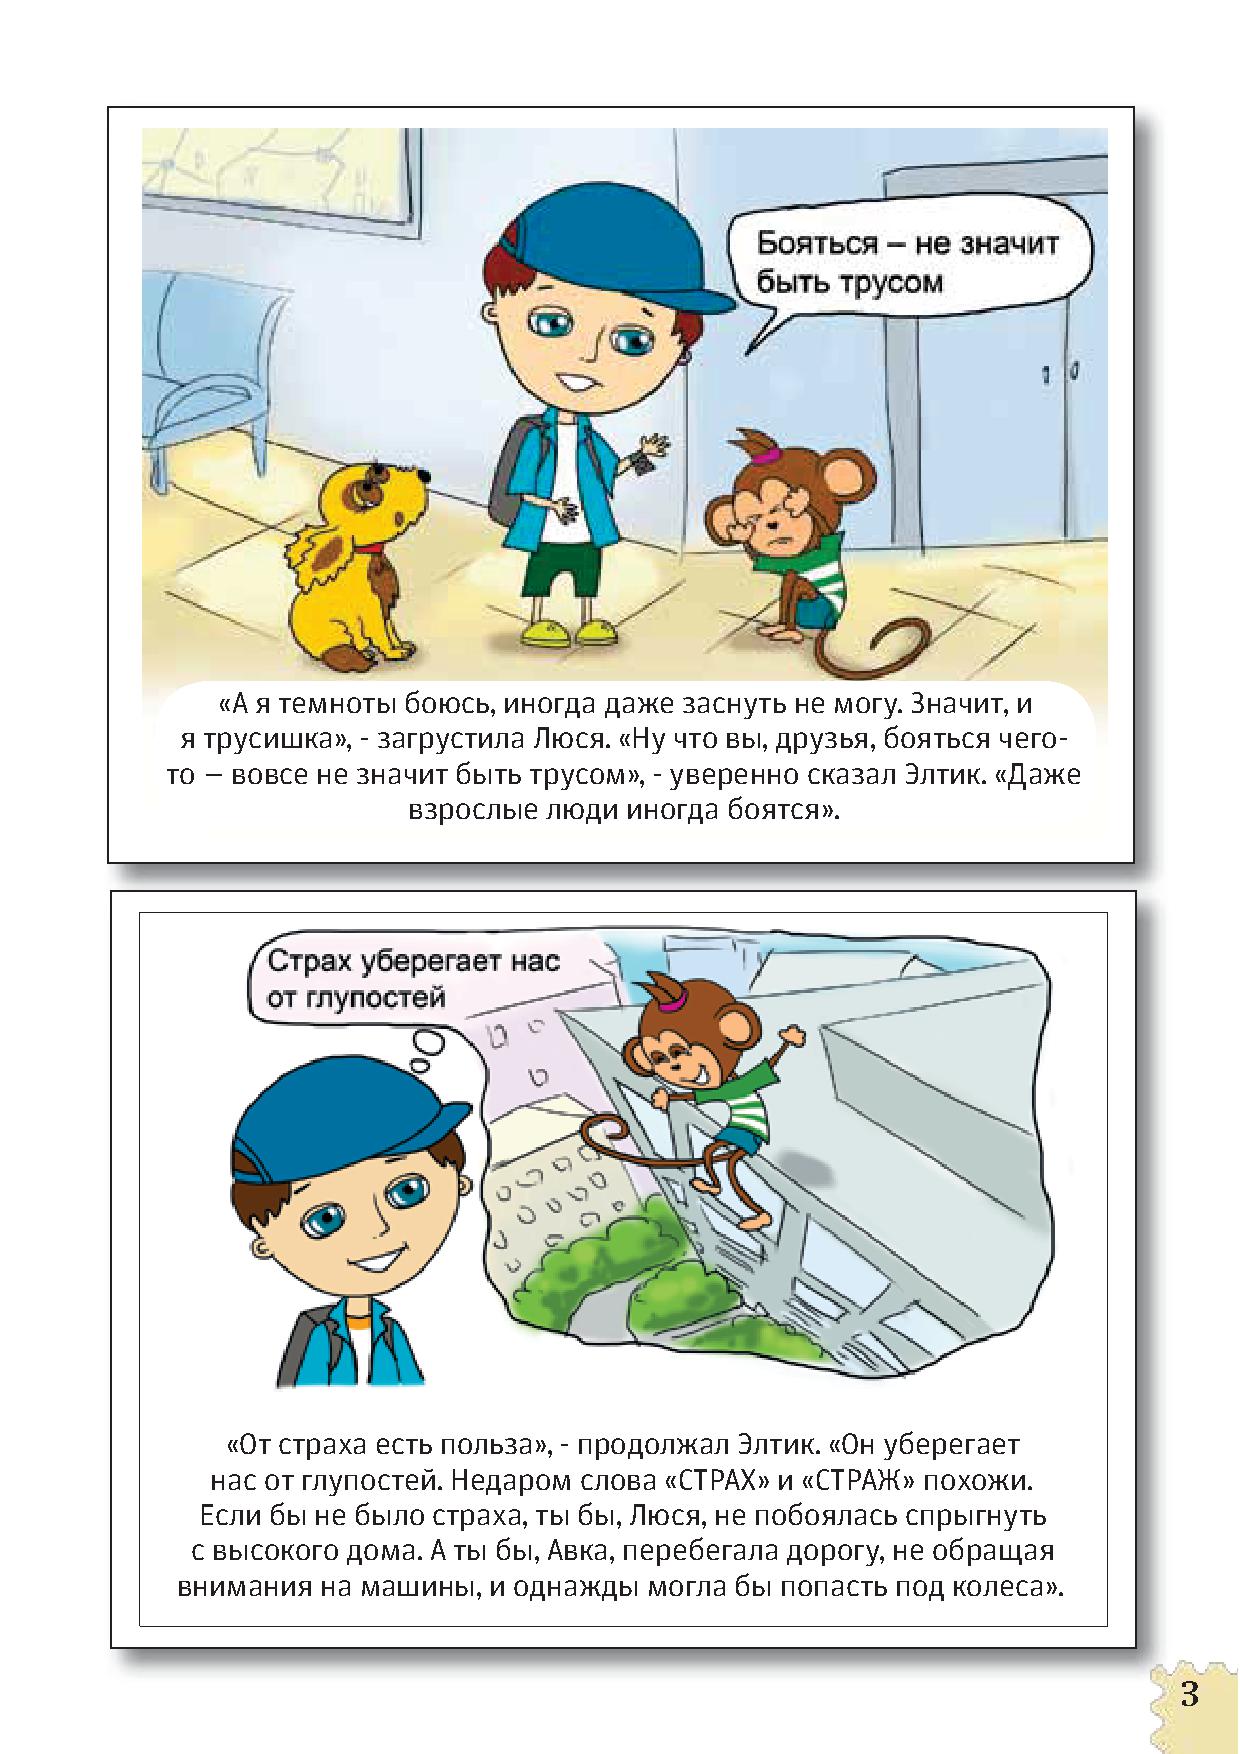 Бояться – не значит
быть трусом
«А я темноты боюсь, иногда даже заснуть не могу. Значит, и
я трусишка», - загрустила Люся. «Ну что вы, друзья, бояться чего-
то – вовсе не значит быть трусом», - уверенно сказал Элтик. «Даже
взрослые люди иногда боятся».
Страх уберегает нас
от глупостей
«От страха есть польза», - продолжал Элтик. «Он уберегает
нас от глупостей. Недаром слова «СТРАХ» и «СТРАЖ» похожи.
Если бы не было страха, ты бы, Люся, не побоялась спрыгнуть
с высокого дома. А ты бы, Авка, перебегала дорогу, не обращая
внимания на машины, и однажды могла бы попасть под колеса».
3